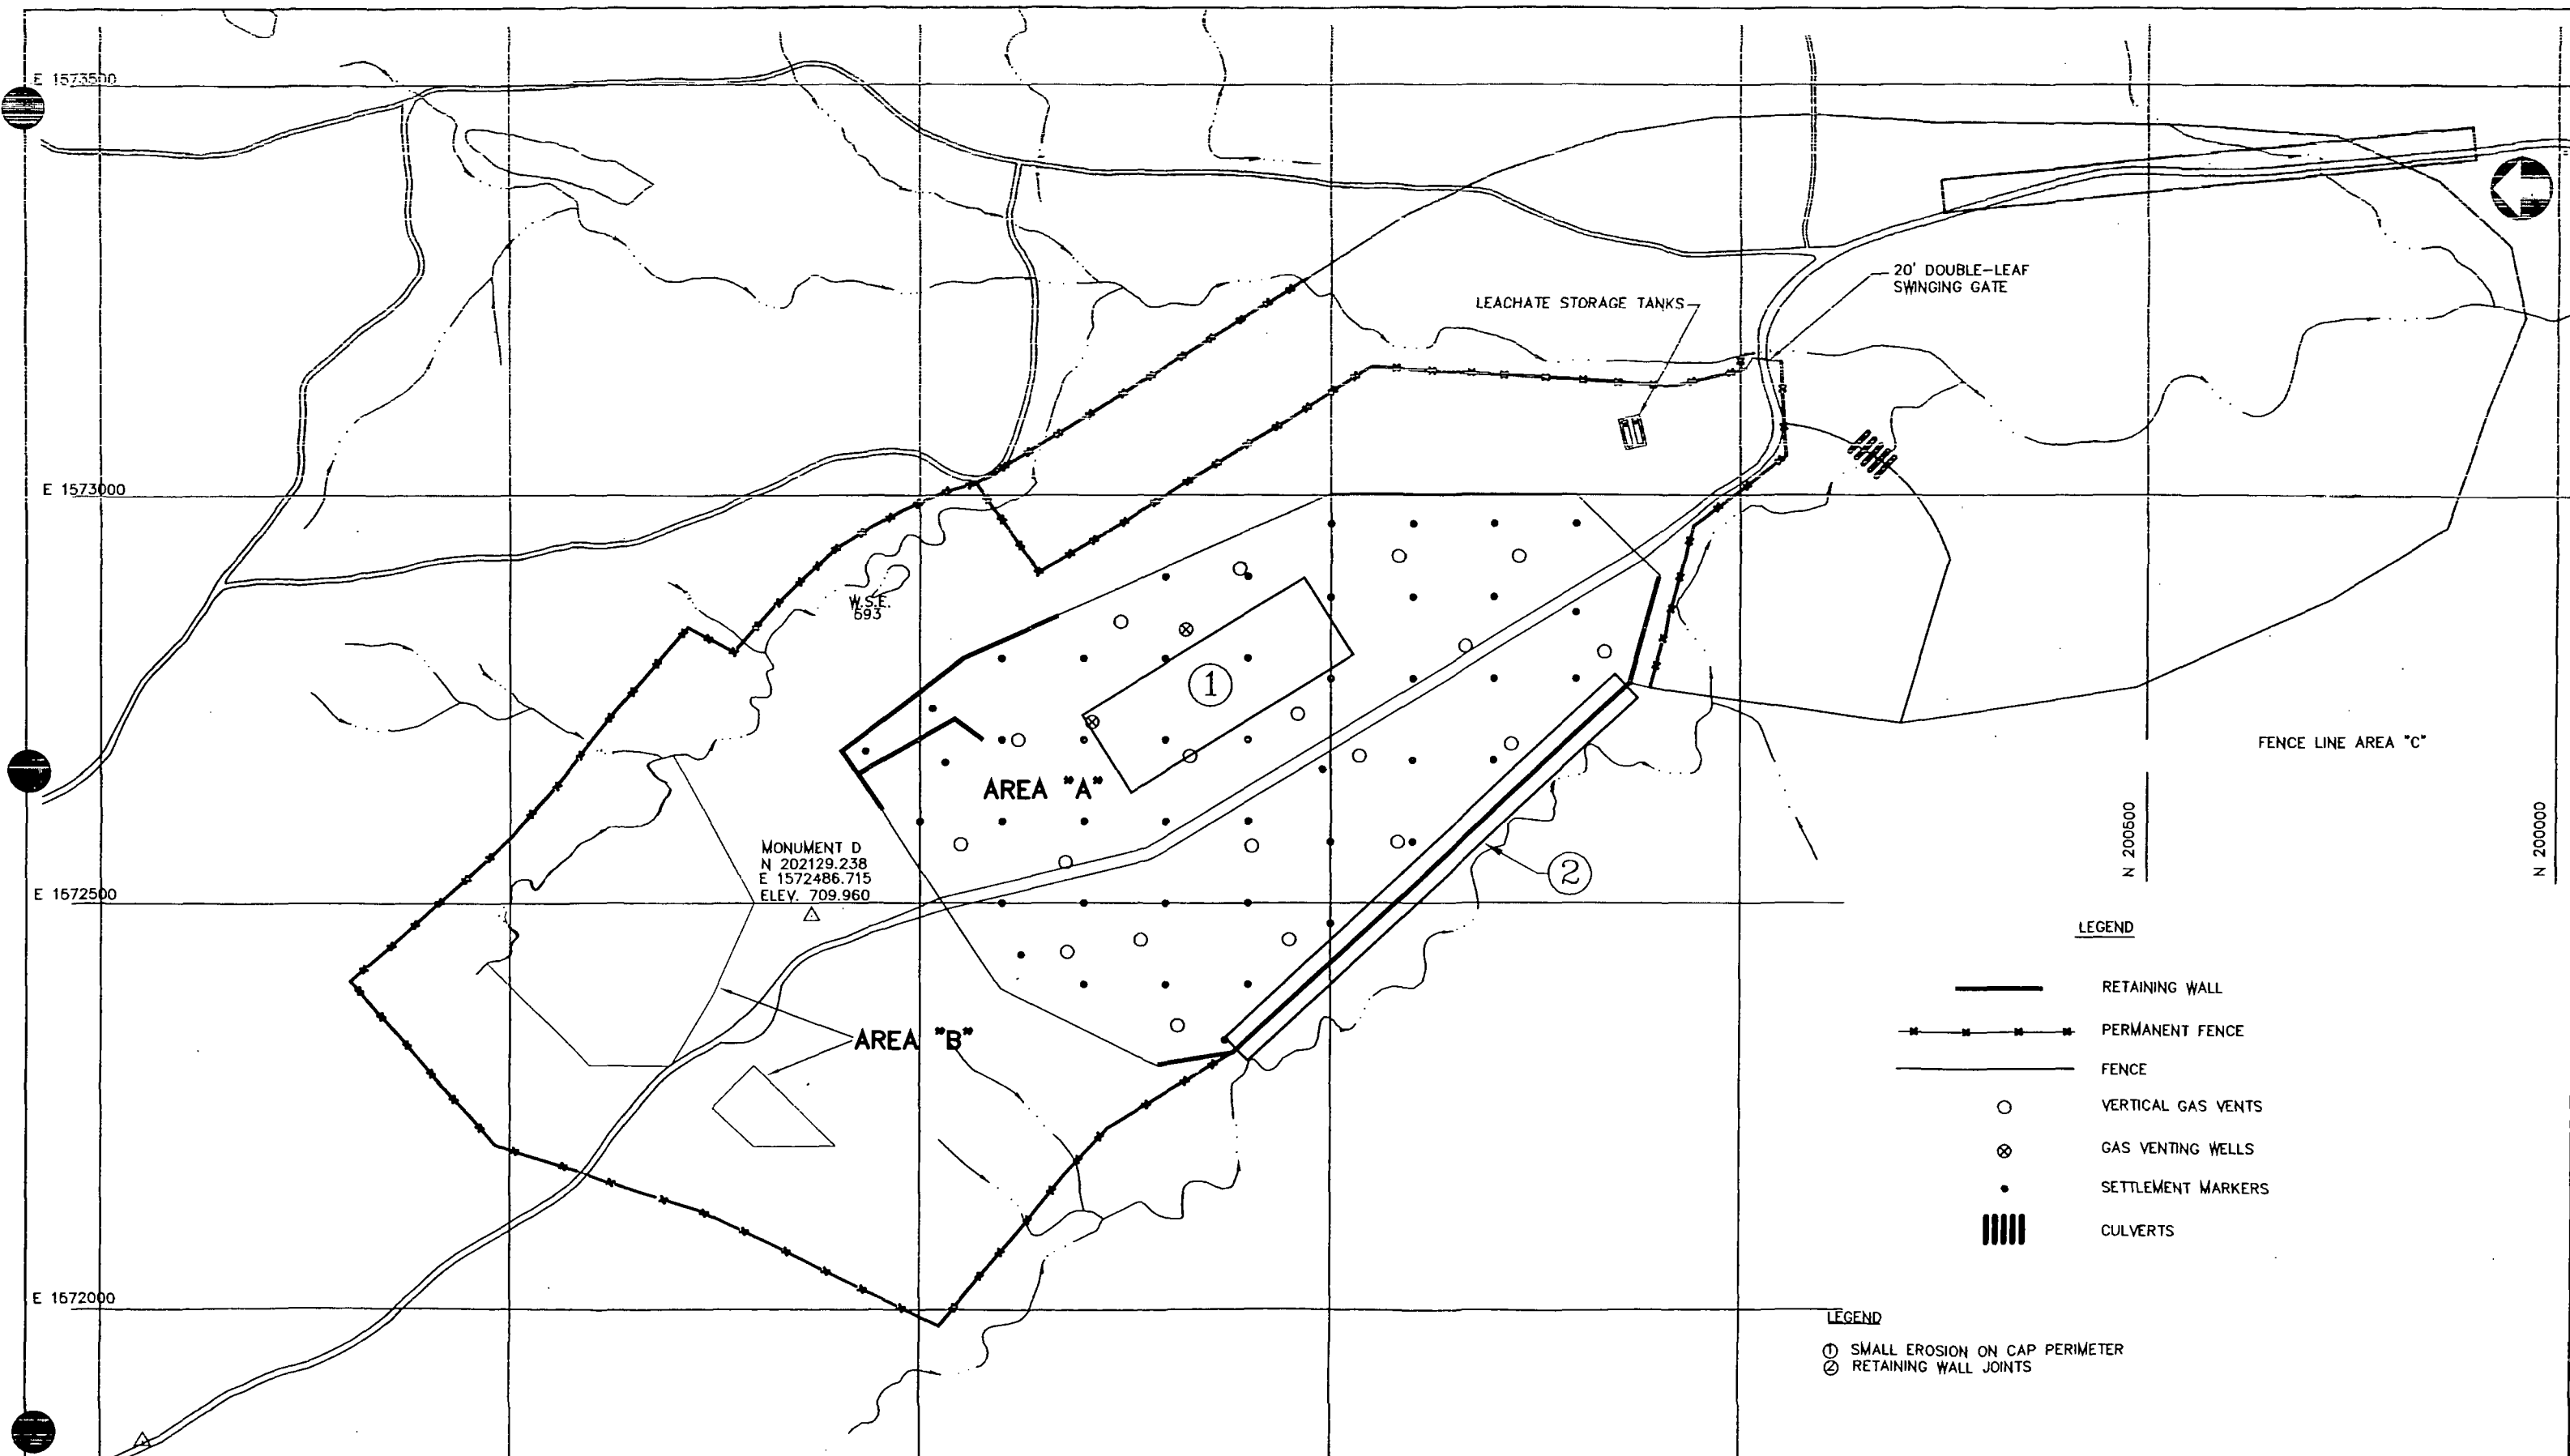 E 1573500
20' DOUBLE-LEAF
SWINGING GATE
LEACHATE STORAGE TANKS
E 1573000
W.S.E.
693
1
FENCE LINE AREA "C"
AREA "A"
MONUMENT D
N 202129.238
E 1572486.715
ELEV. 709.960
N 200500
N 200000
2
E 1572500
AREA "B"
LEGEND
RETAINING WALL
PERMANENT FENCE
FENCE
VERTICAL GAS VENTS
GAS VENTING WELLS
SETTLEMENT MARKERS
CULVERTS
E 1572000
LEGEND
① SMALL EROSION ON CAP PERIMETER
② RETAINING WALL JOINTS